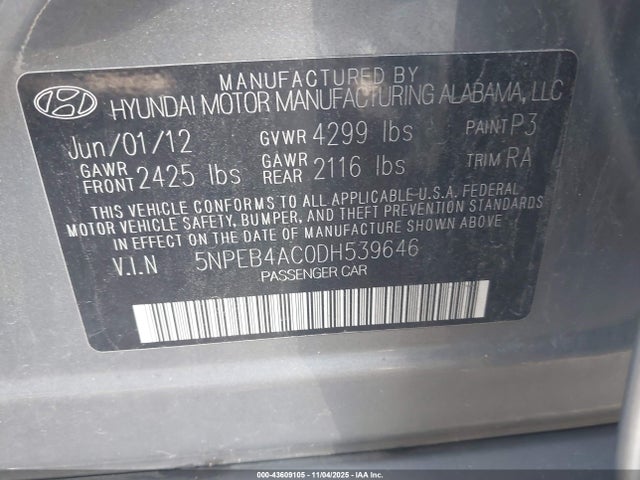 MANUFACTURED BY
HYUNDAI MOTOR MANUFACTURING ALABAMA, LLC
Jun/01/12 GVWR 4299 lbs PAINT P3
GAWR FRONT 2425 lbs GAWR REAR 2116 lbs TRIM RA
THIS VEHICLE CONFORMS TO ALL APPLICABLE U.S.A. FEDERAL
MOTOR VEHICLE SAFETY, BUMPER, AND THEFT PREVENTION STANDARDS
IN EFFECT ON THE DATE OF MANUFACTURE SHOWN ABOVE.
V.I.N 5NPEB4AC0DH539646
PASSENGER CAR
000-43609105 - 11/04/2025 - IAAI.COM